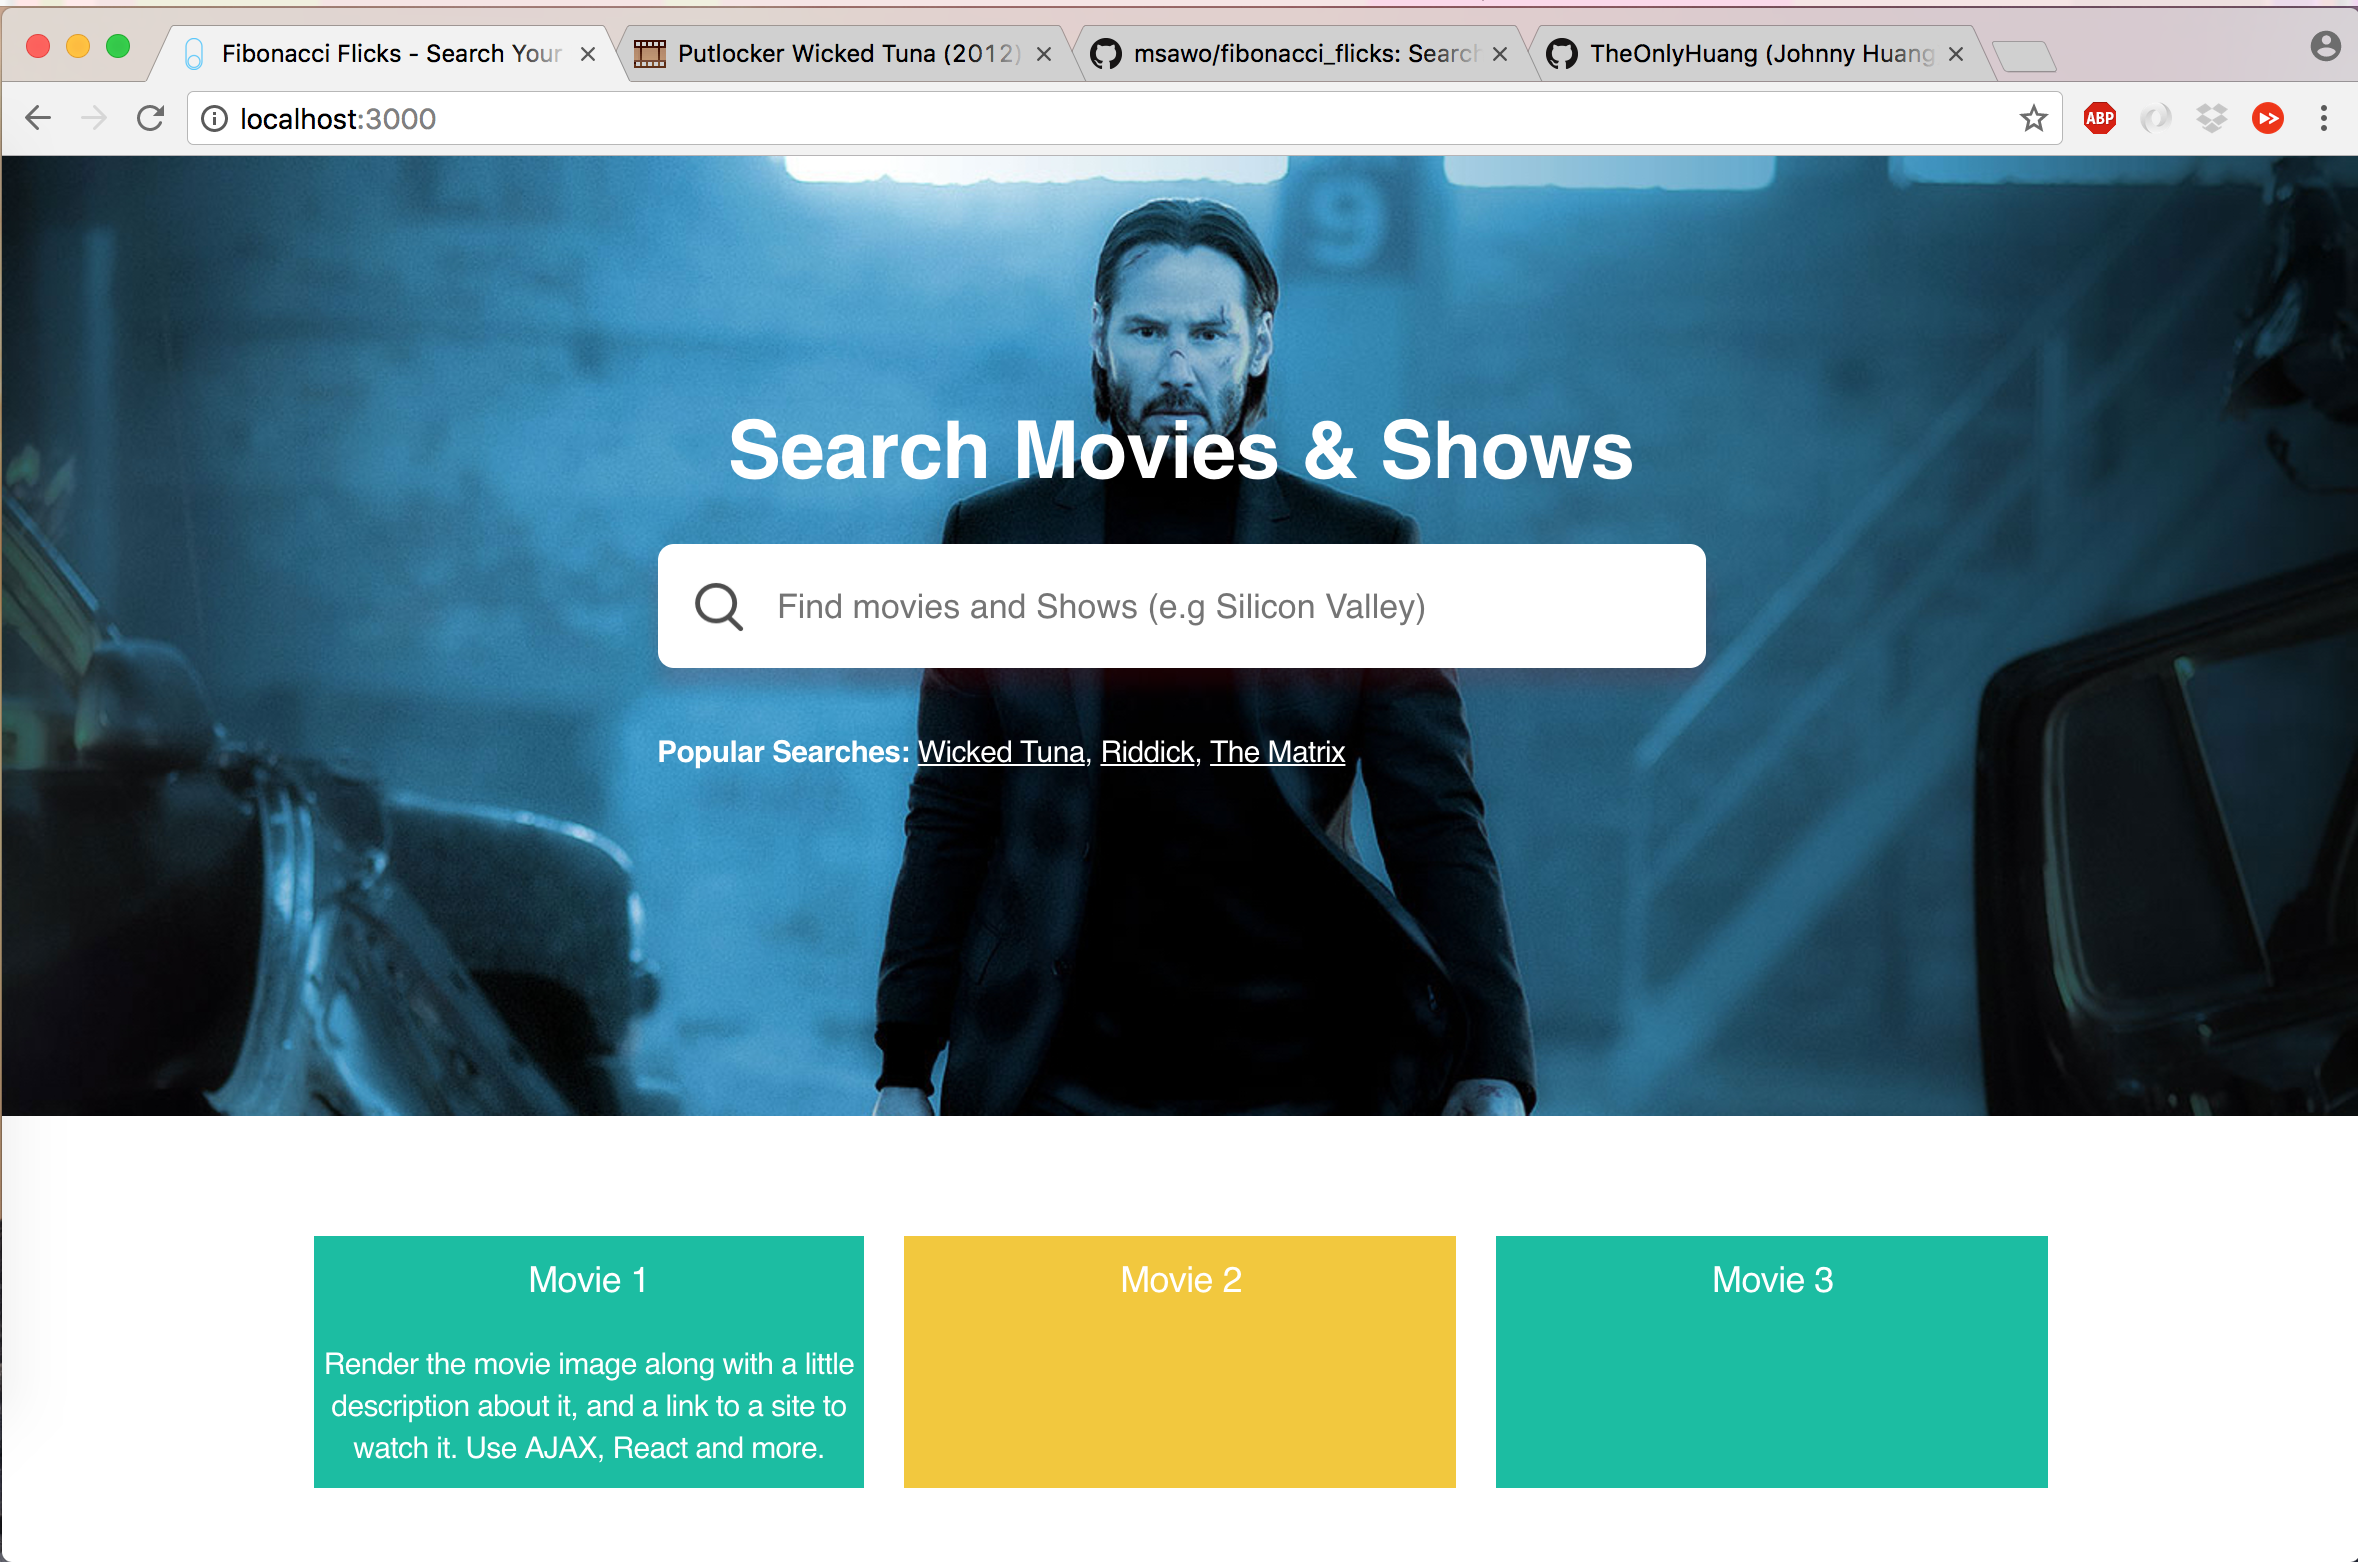 Fibonacci Flicks - Search Your
Putlocker Wicked Tuna (2012)
msawo/fibonacci_flicks: Search
TheOnlyHuang (Johnny Huang
localhost:3000
ABP
9
Search Movies & Shows
Find movies and Shows (e.g Silicon Valley)
Popular Searches: Wicked Tuna, Riddick, The Matrix
Movie 1
Render the movie image along with a little
description about it, and a link to a site to
watch it. Use AJAX, React and more.
Movie 2
Movie 3